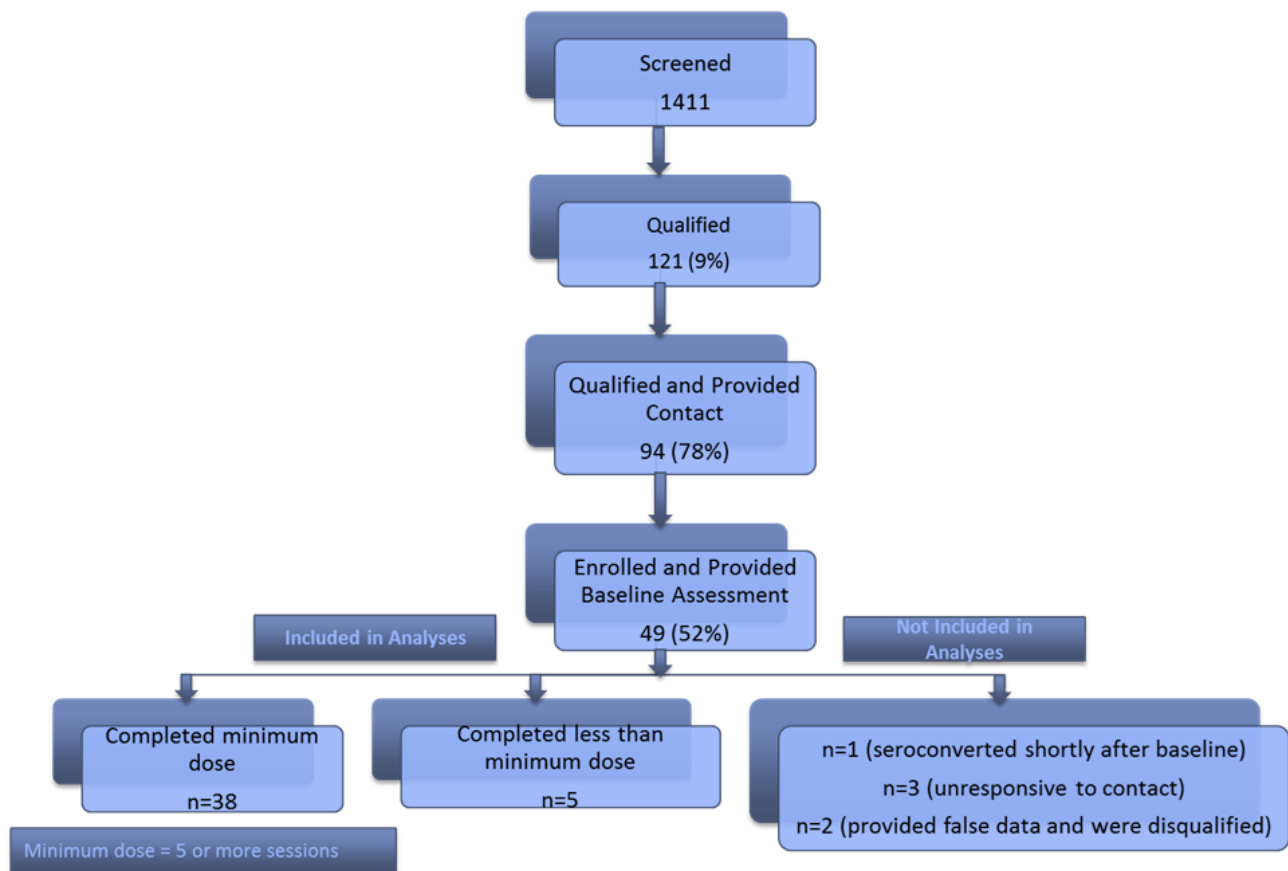 Screened
1411
Qualified
121 (9%)
Qualified and Provided
Contact
94 (78%)
Enrolled and Provided
Baseline Assessment
49 (52%)
Included in Analyses
Not Included in
Analyses
Completed minimum
dose
n=38
Completed less than
minimum dose
n=5
n=1 (seroconverted shortly after baseline)
n=3 (unresponsive to contact)
n=2 (provided false data and were disqualified)
Minimum dose = 5 or more sessions